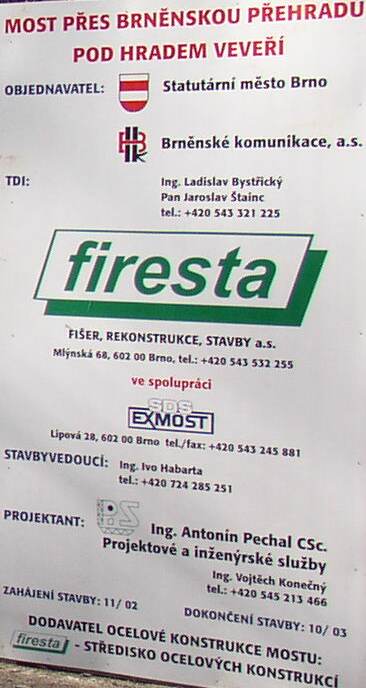 MOST PŘES BRNĚNSKOU PŘEHRADU
POD HRADEM VEVEŘÍ
OBJEDNAVATEL: Statutární město Brno
Brněnské komunikace, a.s.
TDI: Ing. Ladislav Bystřický
Pan Jaroslav Štainc
tel.: +420 543 321 225
firesta
FIŠER, REKONSTRUKCE, STAVBY a.s.
Mlýnská 68, 602 00 Brno, tel.: +420 543 532 255
ve spolupráci
SDS
EXMOST
Lipová 28, 602 00 Brno tel./fax: +420 543 245 881
STAVBYVEDOUCÍ: Ing. Ivo Habarta
tel.: +420 724 285 251
PROJEKTANT: Ing. Antonín Pechal CSc.
Projektové a inženýrské služby
Ing. Vojtěch Konečný
tel.: +420 545 213 466
ZAHÁJENÍ STAVBY: 11/ 02
DOKONČENÍ STAVBY: 10/ 03
DODAVATEL OCELOVÉ KONSTRUKCE MOSTU:
firesta - STŘEDISKO OCELOVÝCH KONSTRUKCÍ